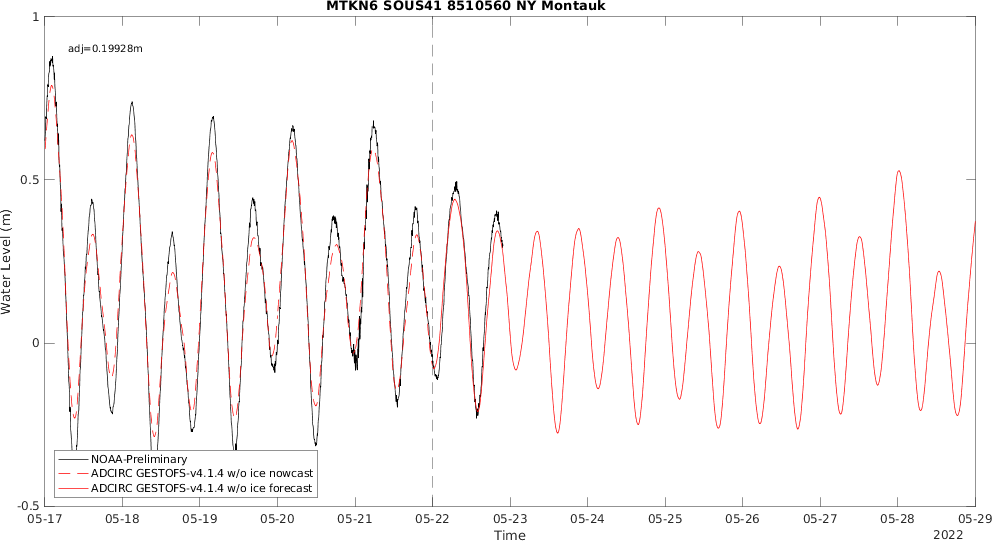 MTKN6 SOUS41 8510560 NY Montauk
adj=0.19928m
1
0.5
0
-0.5
Water Level (m)
NOAA-Preliminary
ADCIRC GESTOFS-v4.1.4 w/o ice nowcast
ADCIRC GESTOFS-v4.1.4 w/o ice forecast
05-17 05-18 05-19 05-20 05-21 05-22 05-23 05-24 05-25 05-26 05-27 05-28 05-29
Time
2022